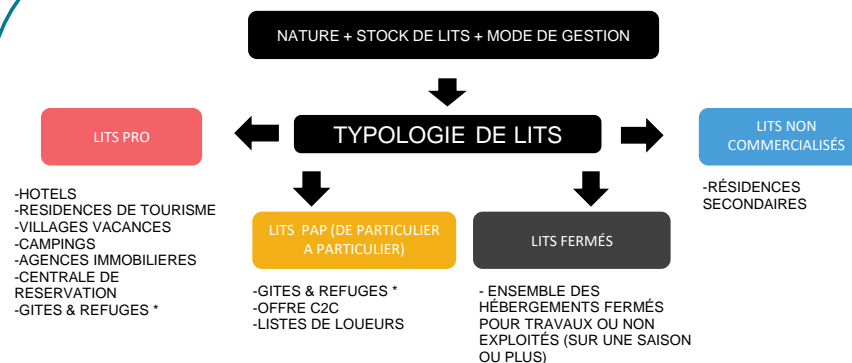 NATURE + STOCK DE LITS + MODE DE GESTION
TYPOLOGIE DE LITS
LITS PRO
-HOTELS
-RESIDENCES DE TOURISME
-VILLAGES VACANCES
-CAMPINGS
-AGENCES IMMOBILIERES
-CENTRALE DE
RESERVATION
-GITES & REFUGES *
LITS PAP (DE PARTICULIER
A PARTICULIER)
-GITES & REFUGES *
-OFFRE C2C
-LISTES DE LOUEURS
LITS FERMÉS
- ENSEMBLE DES
HÉBERGEMENTS FERMÉS
POUR TRAVAUX OU NON
EXPLOITÉS (SUR UNE SAISON
OU PLUS)
LITS NON
COMMERCIALISÉS
-RÉSIDENCES
SECONDAIRES